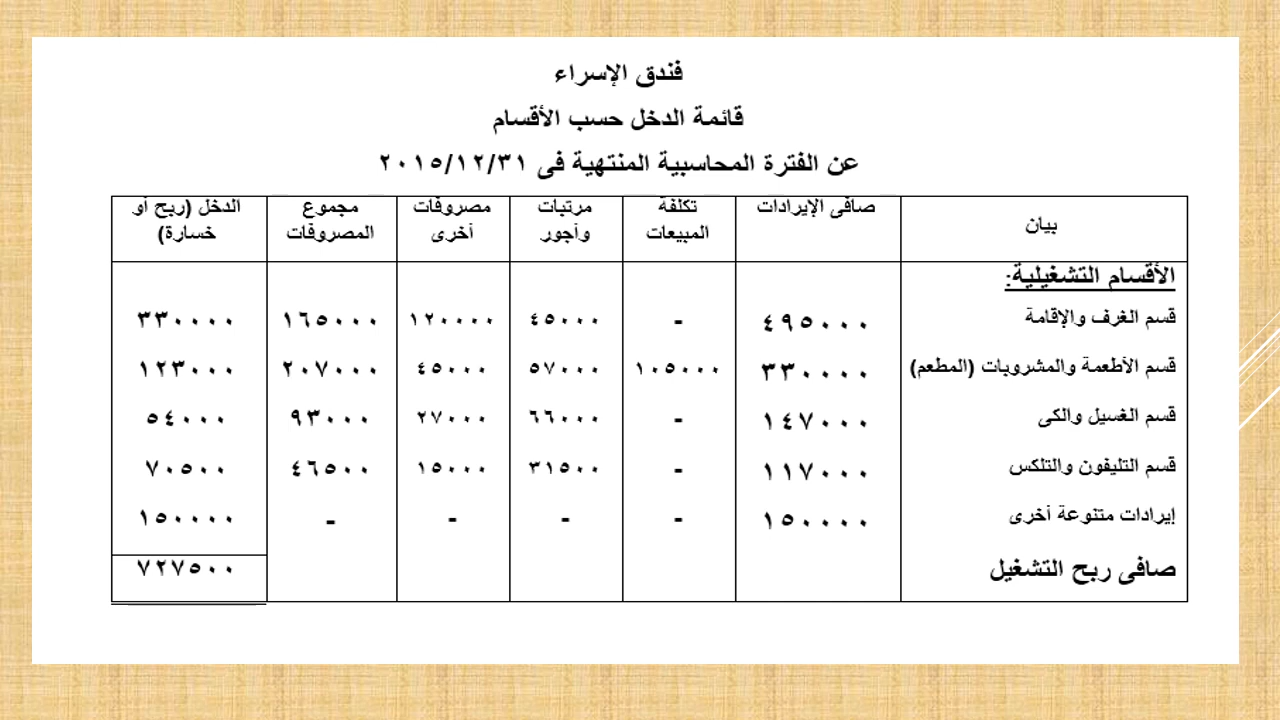 فندق الإسراء
قائمة الدخل حسب الأقسام
عن الفترة المحاسبية المنتهية فى ٢٠١٥/١٢/٣١
بيان صافى الإيرادات تكلفة المبيعات مرتبات وآجور مصروفات أخرى مجموع المصروفات الدخل (ربح أو خسارة)
الأقسام التشغيلية:
قسم الغرف والإقامة ٤٩٥٠٠٠ - ٤٥٠٠٠ ١٢٠٠٠٠ ١٦٥٠٠٠ ٣٣٠٠٠٠
قسم الأطعمة والمشروبات (المطعم) ٣٣٠٠٠٠ ١٠٥٠٠٠ ٥٧٠٠٠ ٤٥٠٠٠ ٢٠٧٠٠٠ ١٢٣٠٠٠
قسم الغسيل والكى ١٤٧٠٠٠ - ٦٦٠٠٠ ٢٧٠٠٠ ٩٣٠٠٠ ٥٤٠٠٠
قسم التليفون والتلكس ١١٧٠٠٠ - ٣١٥٠٠ ١٥٠٠٠ ٤٦٥٠٠ ٧٠٥٠٠
إيرادات متنوعة أخرى ١٥٠٠٠٠ - - - - ١٥٠٠٠٠
صافى ربح التشغيل ٧٢٧٥٠٠